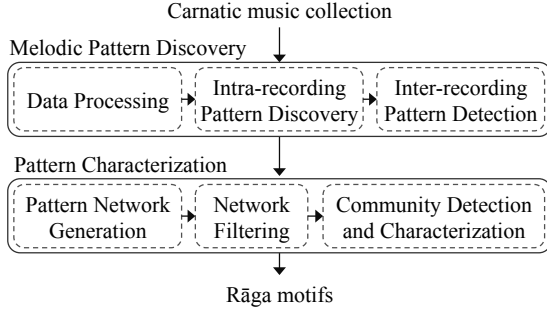 Carnatic music collection
Melodic Pattern Discovery
Data Processing
Intra-recording
Pattern Discovery
Inter-recording
Pattern Detection
Pattern Characterization
Pattern Network
Generation
Network
Filtering
Community Detection
and Characterization
Rāga motifs